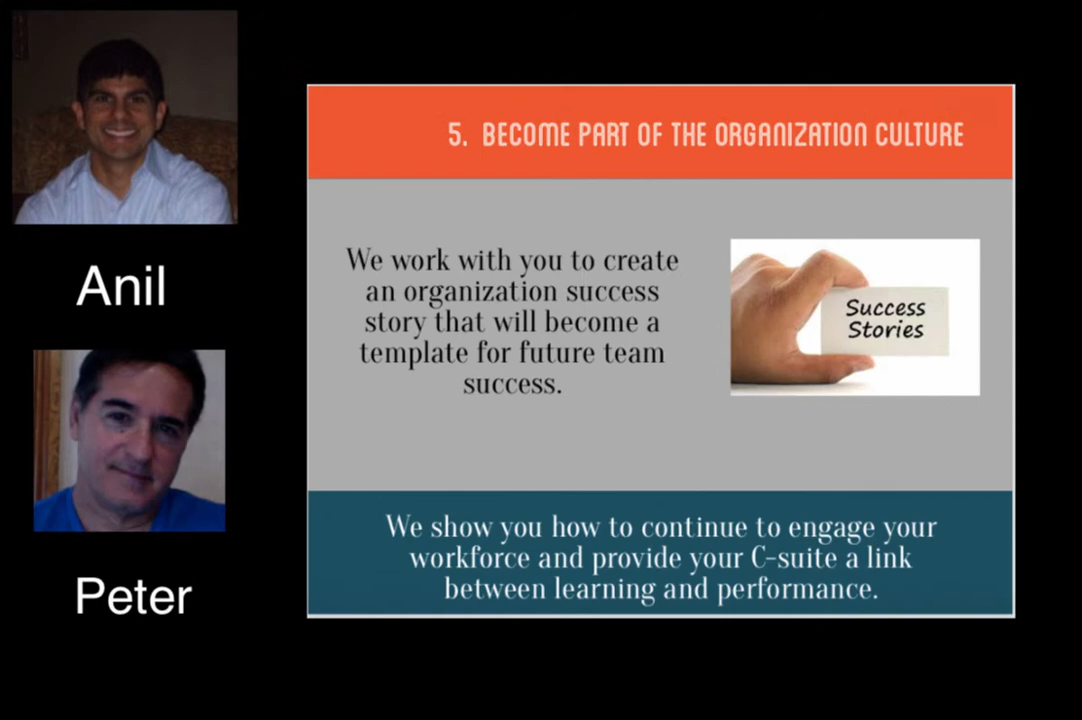 Anil
Peter
5. BECOME PART OF THE ORGANIZATION CULTURE
We work with you to create
an organization success
story that will become a
template for future team
success.
Success
Stories
We show you how to continue to engage your
workforce and provide your C-suite a link
between learning and performance.